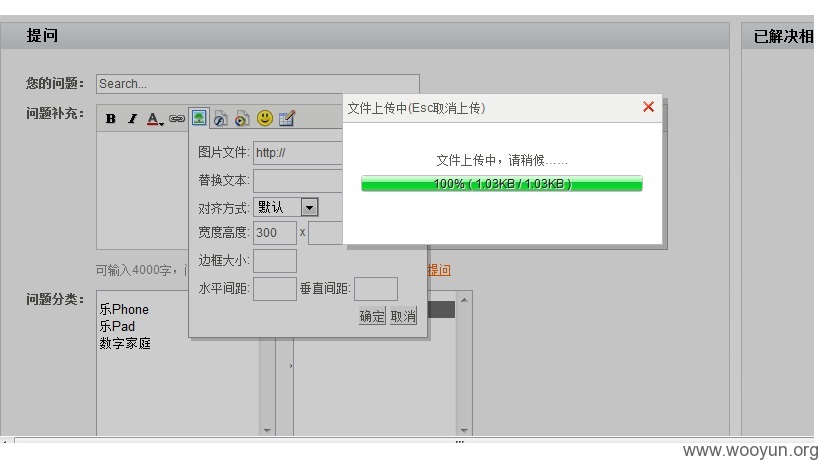 提问
已解决相
您的问题：
Search...
问题补充：
B I A
文件上传中(Esc取消上传)
文件上传中，请稍候……
100% ( 1.03KB / 1.03KB )
图片文件: http://
替换文本:
对齐方式: 默认
宽度高度: 300 x
边框大小:
水平间距: 垂直间距:
确定 取消
可输入4000字，
提问
问题分类：
乐Phone
乐Pad
数字家庭
www.wooyun.org